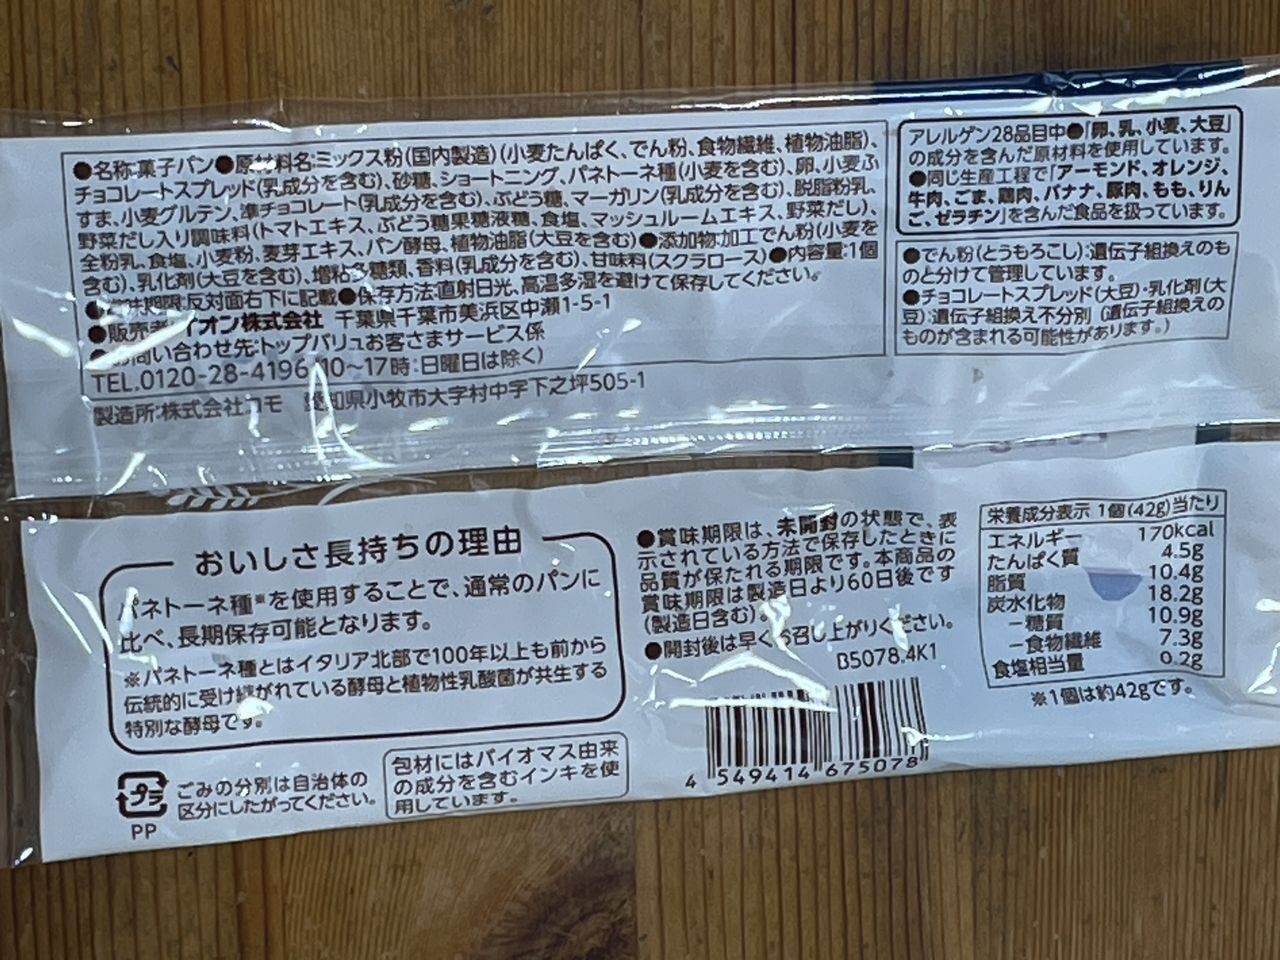 ●名称:菓子パン●原材料名:ミックス粉(国内製造)(小麦たんぱく、でん粉、食物繊維、植物油脂)、
チョコレートスプレッド(乳成分を含む)、砂糖、ショートニング、パネトーネ種(小麦を含む)、卵、小麦ふ
すま、小麦グルテン、準チョコレート(乳成分を含む)、ぶどう糖、マーガリン(乳成分を含む)、脱脂粉乳、
野菜だし入り調味料(トマトエキス、ぶどう糖果糖液糖、食塩、マッシュルームエキス、野菜だし)、
全粉乳、食塩、小麦粉、麦芽エキス、パン酵母、植物油脂(大豆を含む)●添加物:加工でん粉(小麦を
含む)、乳化剤(大豆を含む)、増粘多糖類、香料(乳成分を含む)、甘味料(スクラロース)●内容量:1個
●賞味期限:反対面右下に記載●保存方法:直射日光、高温多湿を避けて保存してください。
●販売者:イオン株式会社 千葉県千葉市美浜区中瀬1-5-1
●お問い合わせ先:トップバリュお客さまサービス係
TEL.0120-28-4196(10〜17時:日曜日は除く)
製造所:株式会社コモ 愛知県小牧市大字村中字下之坪505-1
アレルゲン28品目中●「卵、乳、小麦、大豆」
の成分を含んだ原材料を使用しています。
●同じ生産工程で「アーモンド、オレンジ、
牛肉、ごま、鶏肉、バナナ、豚肉、もも、りん
ご、ゼラチン」を含んだ食品を扱っています。
●でん粉(とうもろこし):遺伝子組換えのも
のと分けて管理しています。
●チョコレートスプレッド(大豆)・乳化剤(大
豆):遺伝子組換え不分別 (遺伝子組換えの
ものが含まれる可能性があります。)
おいしさ長持ちの理由
パネトーネ種※を使用することで、通常のパンに
比べ、長期保存可能となります。
※パネトーネ種とはイタリア北部で100年以上も前から
伝統的に受け継がれている酵母と植物性乳酸菌が共生する
特別な酵母です。
プラ
PP
ごみの分別は自治体の
区分にしたがってください。
包材にはバイオマス由来
の成分を含むインキを使
用しています。
●賞味期限は、未開封の状態で、表
示されている方法で保存したときに
品質が保たれる期限です。本商品の
賞味期限は製造日より60日後です
(製造日含む)。
●開封後は早くお召し上がりください。
B5078.4K1
4 549414 675078
栄養成分表示 1個(42g)当たり
エネルギー 170kcal
たんぱく質 4.5g
脂質 10.4g
炭水化物 18.2g
－糖質 10.9g
－食物繊維 7.3g
食塩相当量 0.2g
※1個は約42gです。